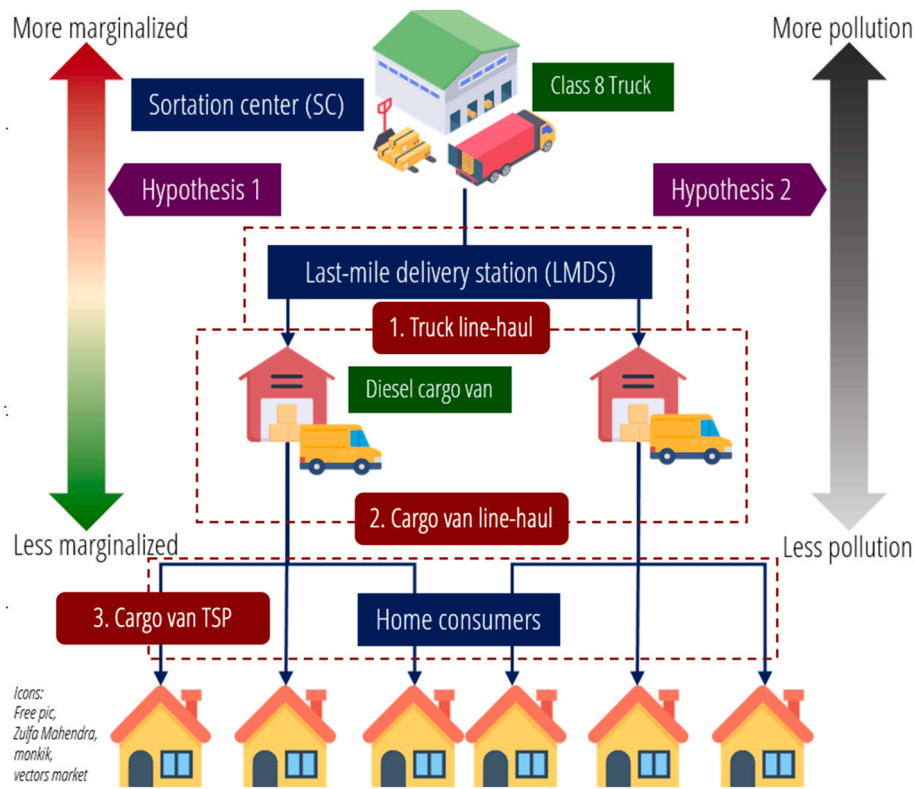 More marginalized
More pollution
Sortation center (SC)
Class 8 Truck
Hypothesis 1
Hypothesis 2
Last-mile delivery station (LMDS)
1. Truck line-haul
Diesel cargo van
2. Cargo van line-haul
Less marginalized
Less pollution
3. Cargo van TSP
Home consumers
Icons:
Free pic,
Zulfa Mahendra,
monkik,
vectors market